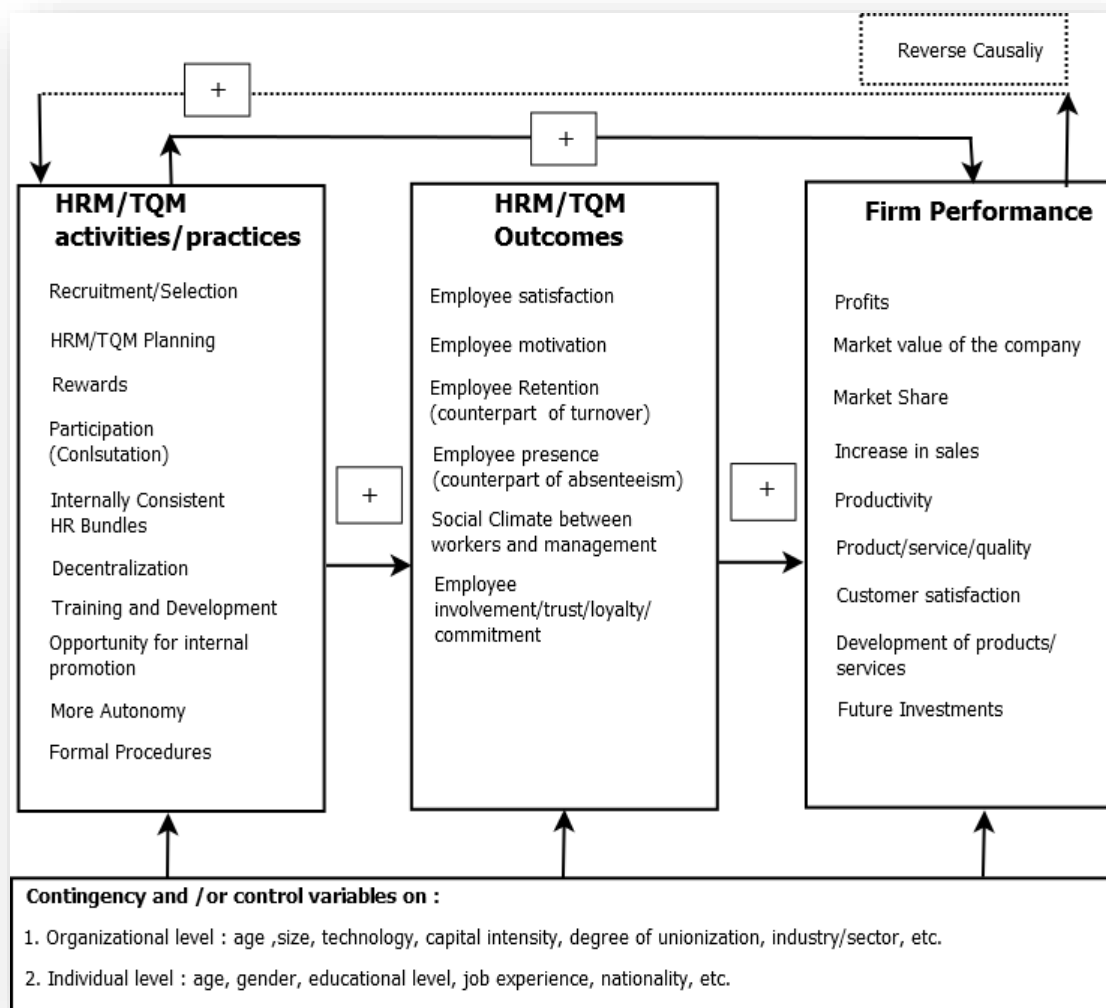 Reverse Causaliy
+
+
HRM/TQM
activities/practices
Recruitment/Selection
HRM/TQM Planning
Rewards
Participation
(Conlsutation)
Internally Consistent
HR Bundles
Decentralization
Training and Development
Opportunity for internal
promotion
More Autonomy
Formal Procedures
+
HRM/TQM
Outcomes
Employee satisfaction
Employee motivation
Employee Retention
(counterpart of turnover)
Employee presence
(counterpart of absenteeism)
Social Climate between
workers and management
Employee
involvement/trust/loyalty/
commitment
+
Firm Performance
Profits
Market value of the company
Market Share
Increase in sales
Productivity
Product/service/quality
Customer satisfaction
Development of products/
services
Future Investments
Contingency and /or control variables on :
1. Organizational level : age ,size, technology, capital intensity, degree of unionization, industry/sector, etc.
2. Individual level : age, gender, educational level, job experience, nationality, etc.